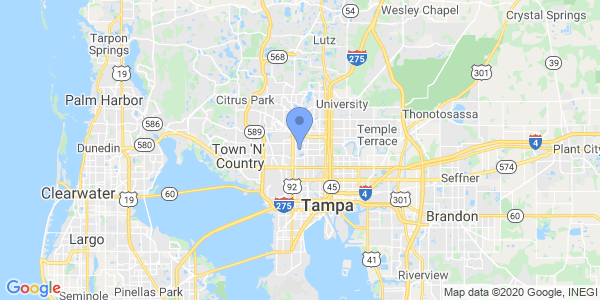 Wesley Chapel
Crystal Springs
Tarpon
Springs
Lutz
275
568
39
19
301
Palm Harbor
Citrus Park
University
Thonotosassa
586
589
Temple
Terrace
Dunedin
580
Town 'N'
Country
4
Plant City
574
Seffner
Clearwater
60
92
45
4
301
19
275
Tampa
Brandon
60
Largo
41
Riverview
Google
Pinellas Park
Seminole
Map data ©2020 Google, INEGI